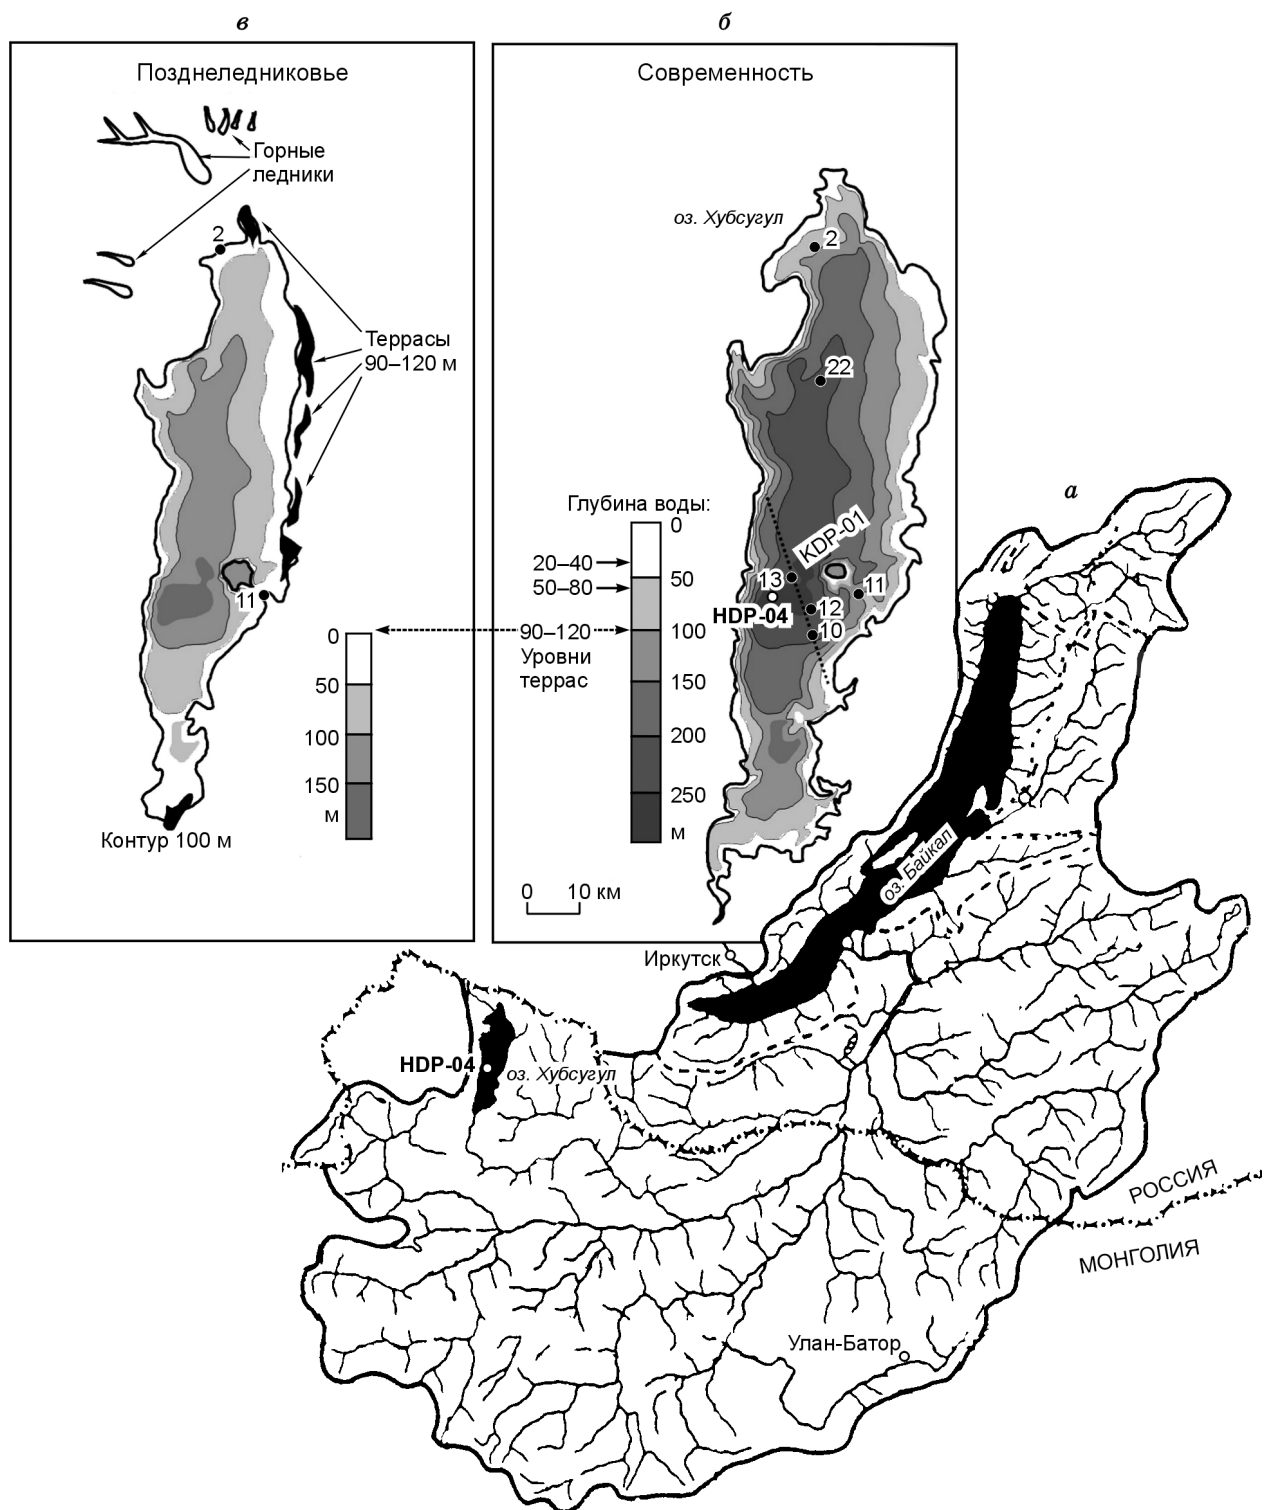 в
Позднеледниковье
Горные
ледники
2
Террасы
90–120 м
11
0
50
100
150
м
Контур 100 м
б
Современность
оз. Хубсугул
2
22
Глубина воды:
0
20–40
50
50–80
90–120
100
Уровни
террас
150
200
250
м
KDP-01
13
HDP-04
11
12
10
0 10 км
а
оз. Байкал
Иркутск
HDP-04
оз. Хубсугул
РОССИЯ
МОНГОЛИЯ
Улан-Батор